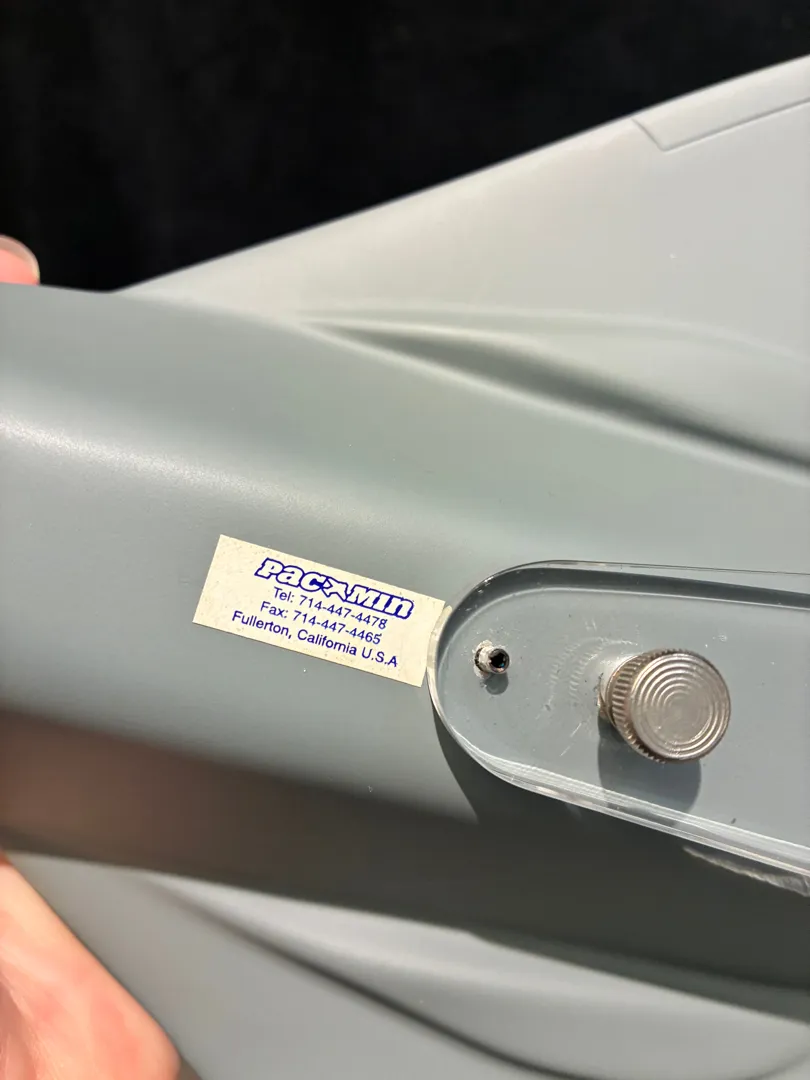 PACMIN
Tel: 714-447-4478
Fax: 714-447-4465
Fullerton, California U.S.A